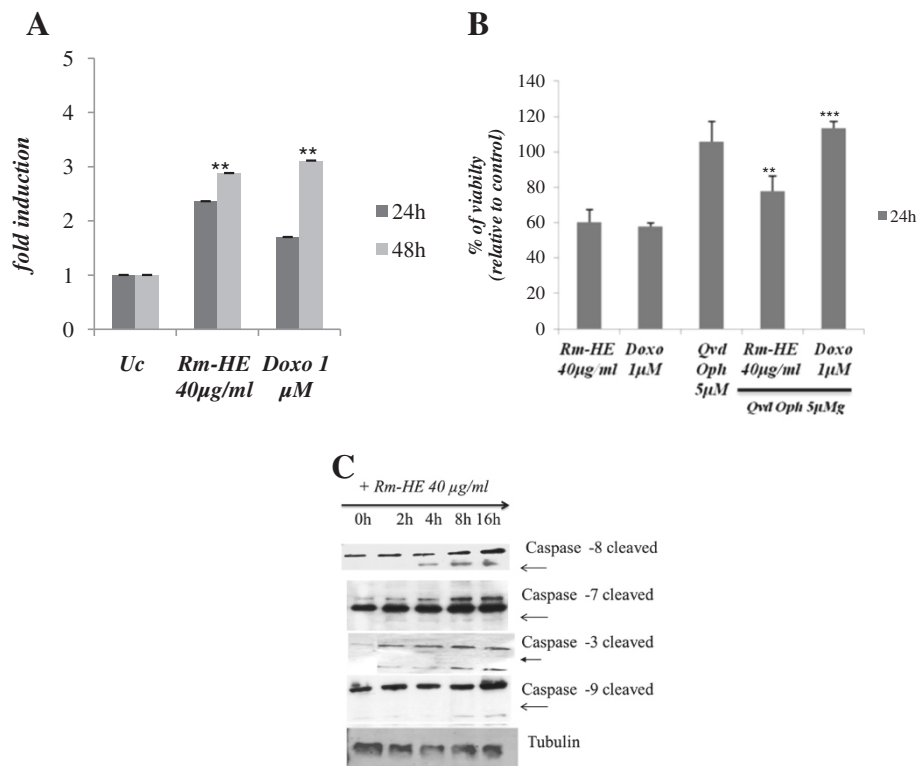 A
5
4
3
2
1
0
fold induction
**
**
24h
48h
Uc
Rm-HE
40µg/ml
Doxo 1
µM
B
140
120
100
80
60
40
20
0
% of viabilty
(relative to control)
**
***
24h
Rm-HE
40µg/ml
Doxo
1µM
Qvd
Oph
5µM
Rm-HE
40µg/ml
Doxo
1µM
Qvd Oph 5µMg
C
+ Rm-HE 40 µg/ml
0h 2h 4h 8h 16h
Caspase -8 cleaved
Caspase -7 cleaved
Caspase -3 cleaved
Caspase -9 cleaved
Tubulin